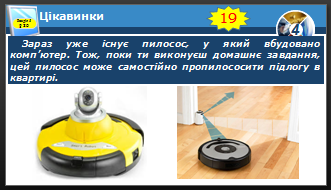 Цікавинки
19
4
Зараз уже існує пилосос, у який вбудовано
комп'ютер. Тож, поки ти виконуєш домашнє завдання,
цей пилосос може самостійно пропилососити підлогу в
квартирі.